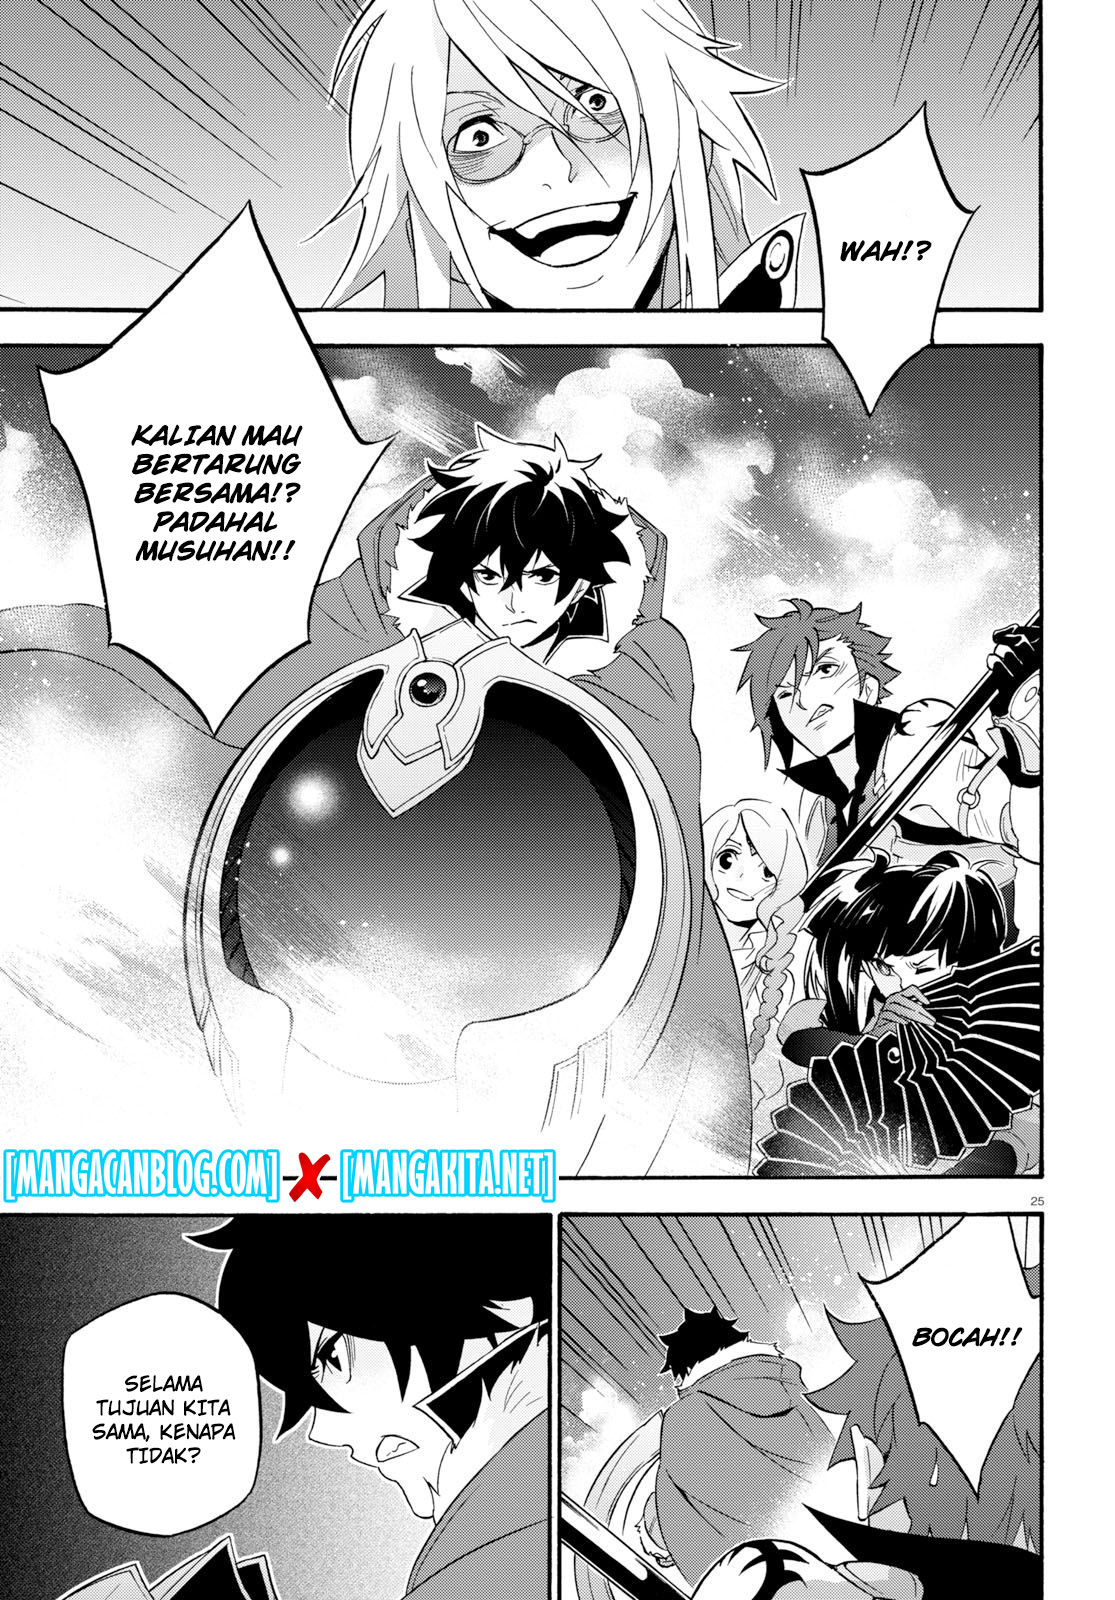 WAH!?
KALIAN MAU
BERTARUNG
BERSAMA!?
PADAHAL
MUSUHAN!!
[MANGACANBLOG.COM] X [MANGAKITA.NET]
25
BOCAH!!
SELAMA
TUJUAN KITA
SAMA, KENAPA
TIDAK?